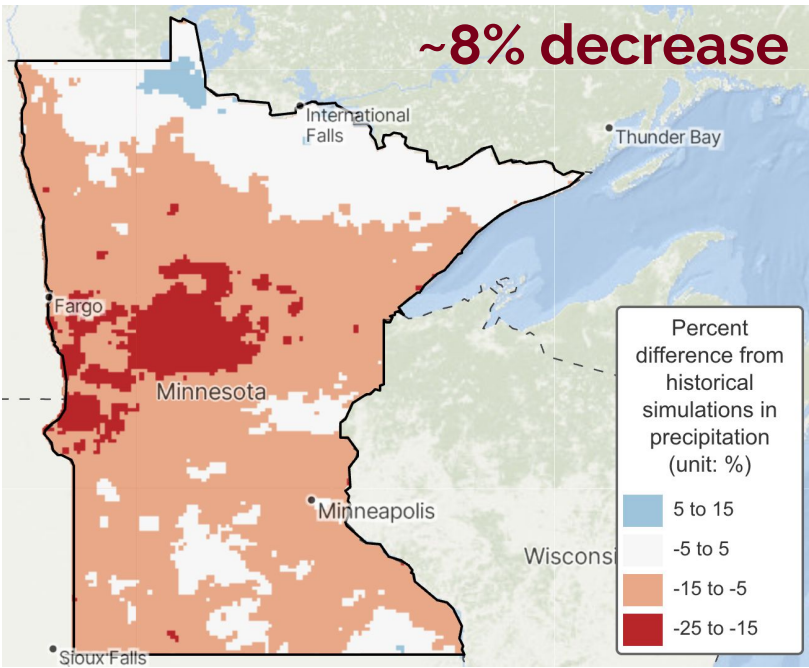 ~8% decrease
International
Falls
Thunder Bay
Fargo
Minnesota
Minneapolis
Wisconsi
Sioux Falls
Percent
difference from
historical
simulations in
precipitation
(unit: %)
5 to 15
-5 to 5
-15 to -5
-25 to -15